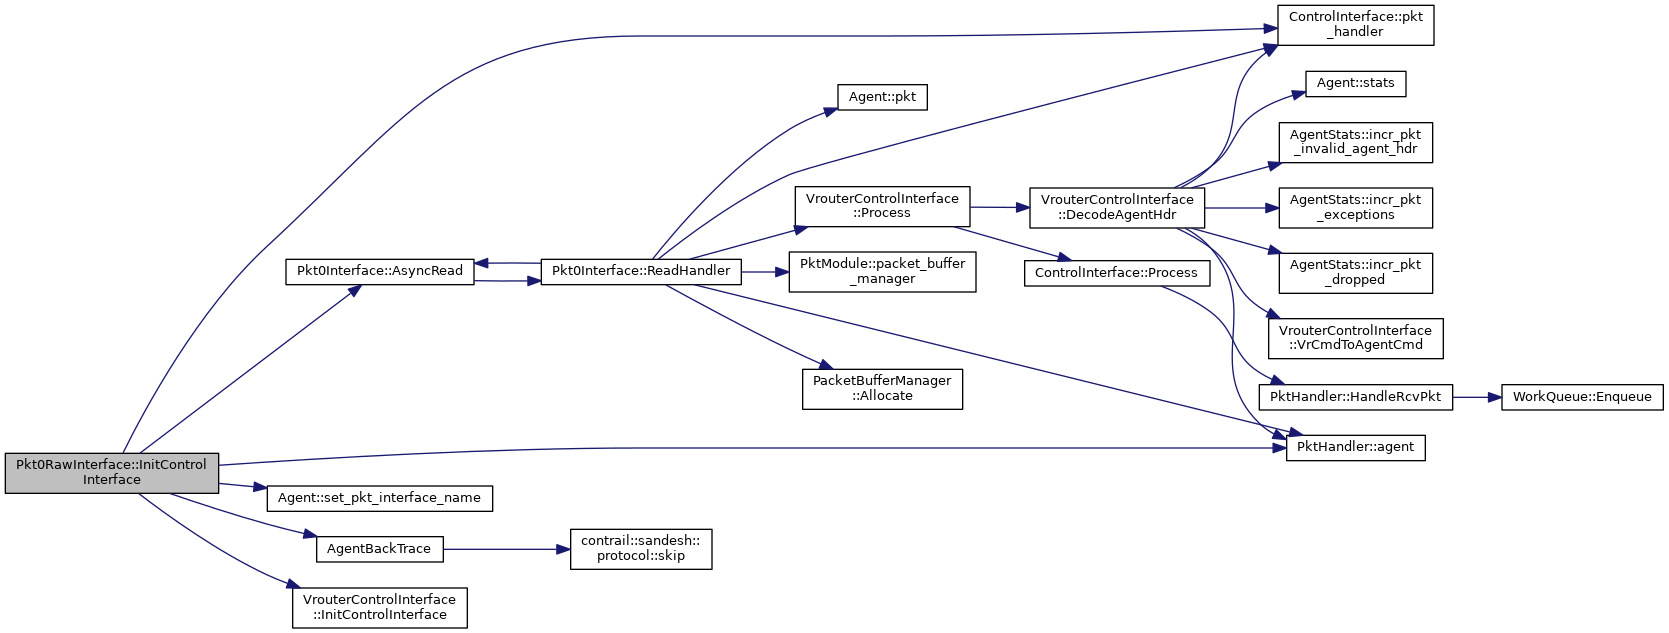 ControlInterface::pkt
_handler
Agent::stats
Agent::pkt
AgentStats::incr_pkt
_invalid_agent_hdr
VrouterControlInterface
::Process
VrouterControlInterface
::DecodeAgentHdr
AgentStats::incr_pkt
_exceptions
Pkt0Interface::AsyncRead
Pkt0Interface::ReadHandler
PktModule::packet_buffer
_manager
ControlInterface::Process
AgentStats::incr_pkt
_dropped
VrouterControlInterface
::VrCmdToAgentCmd
PacketBufferManager
::Allocate
PktHandler::HandleRcvPkt
WorkQueue::Enqueue
PktHandler::agent
Pkt0RawInterface::InitControl
Interface
Agent::set_pkt_interface_name
AgentBackTrace
contrail::sandesh::
protocol::skip
VrouterControlInterface
::InitControlInterface